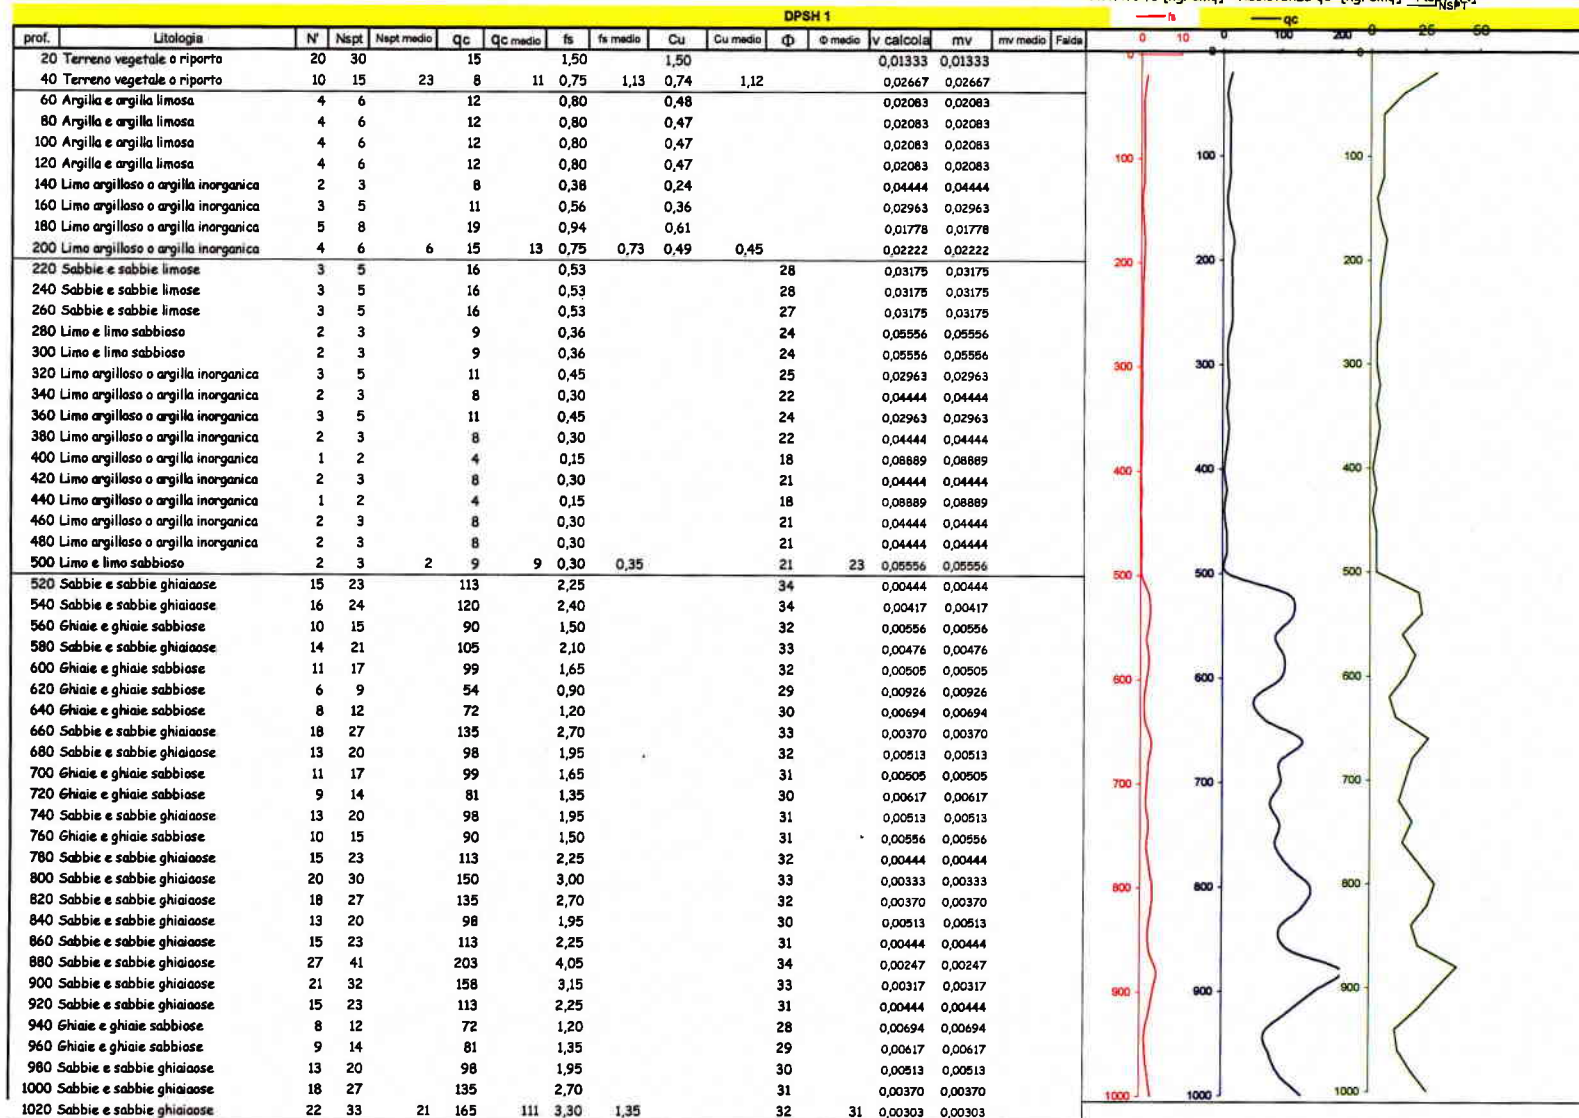 DPSH 1
fs qc NSPT
prof. Litologia N' Nspt Nspt medio qc qc medio fs fs medio Cu Cu medio Φ Φ medio v calcola mv mv medio Falda
0 10 0 100 200 0 25 50
20 Terreno vegetale o riporto 20 30 15 1,50 1,50 0,01333 0,01333
40 Terreno vegetale o riporto 10 15 23 8 11 0,75 1,13 0,74 1,12 0,02667 0,02667
60 Argilla e argilla limosa 4 6 12 0,80 0,48 0,02083 0,02083
80 Argilla e argilla limosa 4 6 12 0,80 0,47 0,02083 0,02083
100 Argilla e argilla limosa 4 6 12 0,80 0,47 0,02083 0,02083
120 Argilla e argilla limosa 4 6 12 0,80 0,47 0,02083 0,02083
100 100 100
140 Limo argilloso o argilla inorganica 2 3 8 0,38 0,24 0,04444 0,04444
160 Limo argilloso o argilla inorganica 3 5 11 0,56 0,36 0,02963 0,02963
180 Limo argilloso o argilla inorganica 5 8 19 0,94 0,61 0,01778 0,01778
200 Limo argilloso o argilla inorganica 4 6 6 15 13 0,75 0,73 0,49 0,45 0,02222 0,02222
200 200 200
220 Sabbie e sabbie limose 3 5 16 0,53 28 0,03175 0,03175
240 Sabbie e sabbie limose 3 5 16 0,53 28 0,03175 0,03175
260 Sabbie e sabbie limose 3 5 16 0,53 27 0,03175 0,03175
280 Limo e limo sabbioso 2 3 9 0,36 24 0,05556 0,05556
300 Limo e limo sabbioso 2 3 9 0,36 24 0,05556 0,05556
300 300 300
320 Limo argilloso o argilla inorganica 3 5 11 0,45 25 0,02963 0,02963
340 Limo argilloso o argilla inorganica 2 3 8 0,30 22 0,04444 0,04444
360 Limo argilloso o argilla inorganica 3 5 11 0,45 24 0,02963 0,02963
380 Limo argilloso o argilla inorganica 2 3 8 0,30 22 0,04444 0,04444
400 Limo argilloso o argilla inorganica 1 2 4 0,15 18 0,08889 0,08889
400 400 400
420 Limo argilloso o argilla inorganica 2 3 8 0,30 21 0,04444 0,04444
440 Limo argilloso o argilla inorganica 1 2 4 0,15 18 0,08889 0,08889
460 Limo argilloso o argilla inorganica 2 3 8 0,30 21 0,04444 0,04444
480 Limo argilloso o argilla inorganica 2 3 8 0,30 21 0,04444 0,04444
500 Limo e limo sabbioso 2 3 2 9 9 0,30 0,35 21 23 0,05556 0,05556
500 500 500
520 Sabbie e sabbie ghiaiaose 15 23 113 2,25 34 0,00444 0,00444
540 Sabbie e sabbie ghiaiaose 16 24 120 2,40 34 0,00417 0,00417
560 Ghiaie e ghiaie sabbiose 10 15 90 1,50 32 0,00556 0,00556
580 Sabbie e sabbie ghiaiaose 14 21 105 2,10 33 0,00476 0,00476
600 Ghiaie e ghiaie sabbiose 11 17 99 1,65 32 0,00505 0,00505
600 600 600
620 Ghiaie e ghiaie sabbiose 6 9 54 0,90 29 0,00926 0,00926
640 Ghiaie e ghiaie sabbiose 8 12 72 1,20 30 0,00694 0,00694
660 Sabbie e sabbie ghiaiaose 18 27 135 2,70 33 0,00370 0,00370
680 Sabbie e sabbie ghiaiaose 13 20 98 1,95 32 0,00513 0,00513
700 Ghiaie e ghiaie sabbiose 11 17 99 1,65 31 0,00505 0,00505
700 700 700
720 Ghiaie e ghiaie sabbiose 9 14 81 1,35 30 0,00617 0,00617
740 Sabbie e sabbie ghiaiaose 13 20 98 1,95 31 0,00513 0,00513
760 Ghiaie e ghiaie sabbiose 10 15 90 1,50 31 0,00556 0,00556
780 Sabbie e sabbie ghiaiaose 15 23 113 2,25 32 0,00444 0,00444
800 Sabbie e sabbie ghiaiaose 20 30 150 3,00 33 0,00333 0,00333
800 800 800
820 Sabbie e sabbie ghiaiaose 18 27 135 2,70 32 0,00370 0,00370
840 Sabbie e sabbie ghiaiaose 13 20 98 1,95 30 0,00513 0,00513
860 Sabbie e sabbie ghiaiaose 15 23 113 2,25 31 0,00444 0,00444
880 Sabbie e sabbie ghiaiaose 27 41 203 4,05 34 0,00247 0,00247
900 Sabbie e sabbie ghiaiaose 21 32 158 3,15 33 0,00317 0,00317
900 900 900
920 Sabbie e sabbie ghiaiaose 15 23 113 2,25 31 0,00444 0,00444
940 Ghiaie e ghiaie sabbiose 8 12 72 1,20 28 0,00694 0,00694
960 Ghiaie e ghiaie sabbiose 9 14 81 1,35 29 0,00617 0,00617
980 Sabbie e sabbie ghiaiaose 13 20 98 1,95 30 0,00513 0,00513
1000 Sabbie e sabbie ghiaiaose 18 27 135 2,70 31 0,00370 0,00370
1000 1000 1000
1020 Sabbie e sabbie ghiaiaose 22 33 21 165 111 3,30 1,35 32 31 0,00303 0,00303